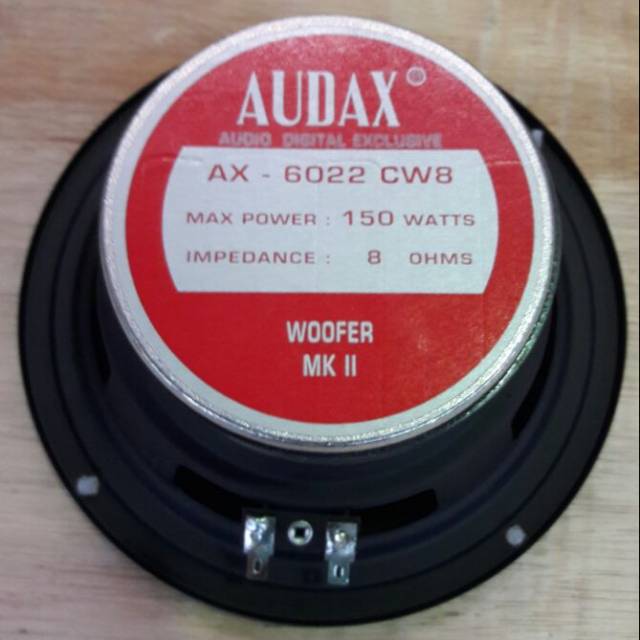 AUDAX®
AUDIO DIGITAL EXCLUSIVE
AX - 6022 CW8
MAX POWER : 150 WATTS
IMPEDANCE : 8 OHMS
WOOFER
MK II